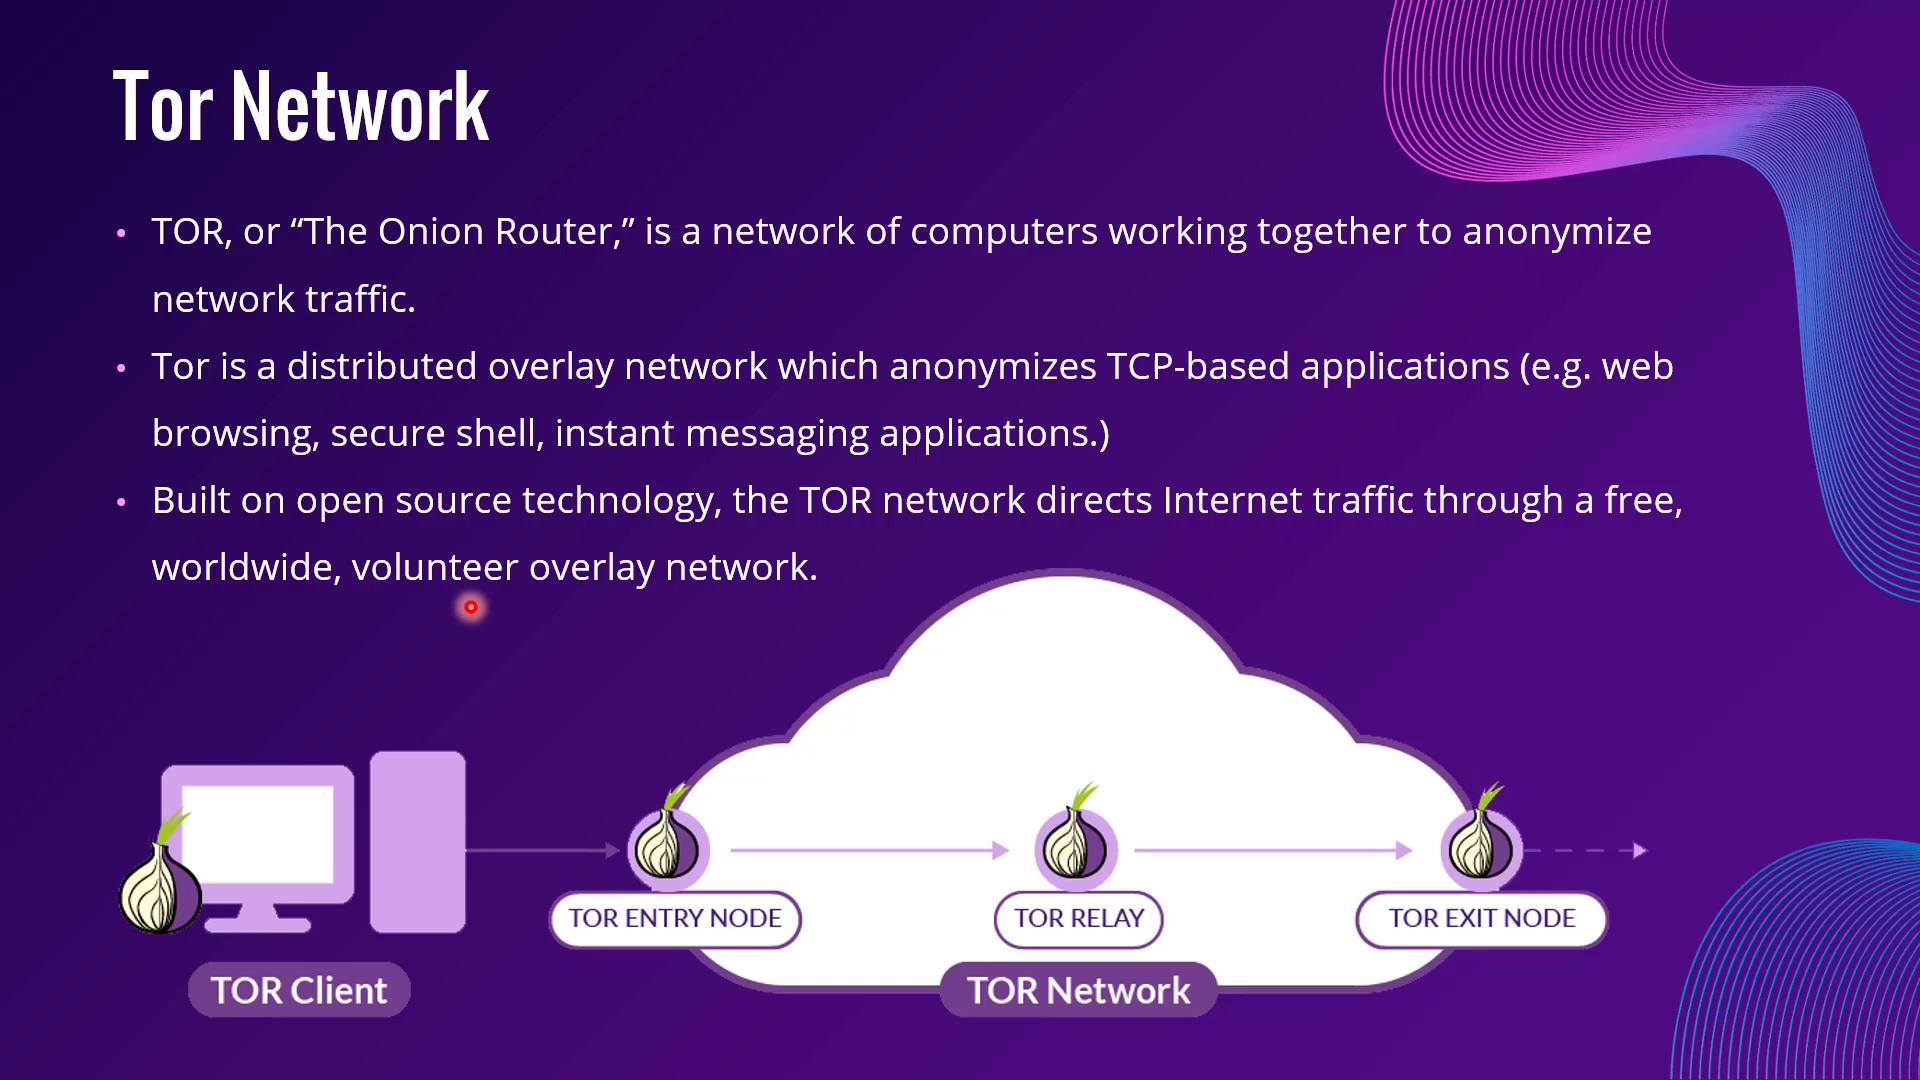 Tor Network
• TOR, or “The Onion Router,” is a network of computers working together to anonymize
network traffic.
• Tor is a distributed overlay network which anonymizes TCP-based applications (e.g. web
browsing, secure shell, instant messaging applications.)
• Built on open source technology, the TOR network directs Internet traffic through a free,
worldwide, volunteer overlay network.
TOR ENTRY NODE
TOR RELAY
TOR EXIT NODE
TOR Client
TOR Network